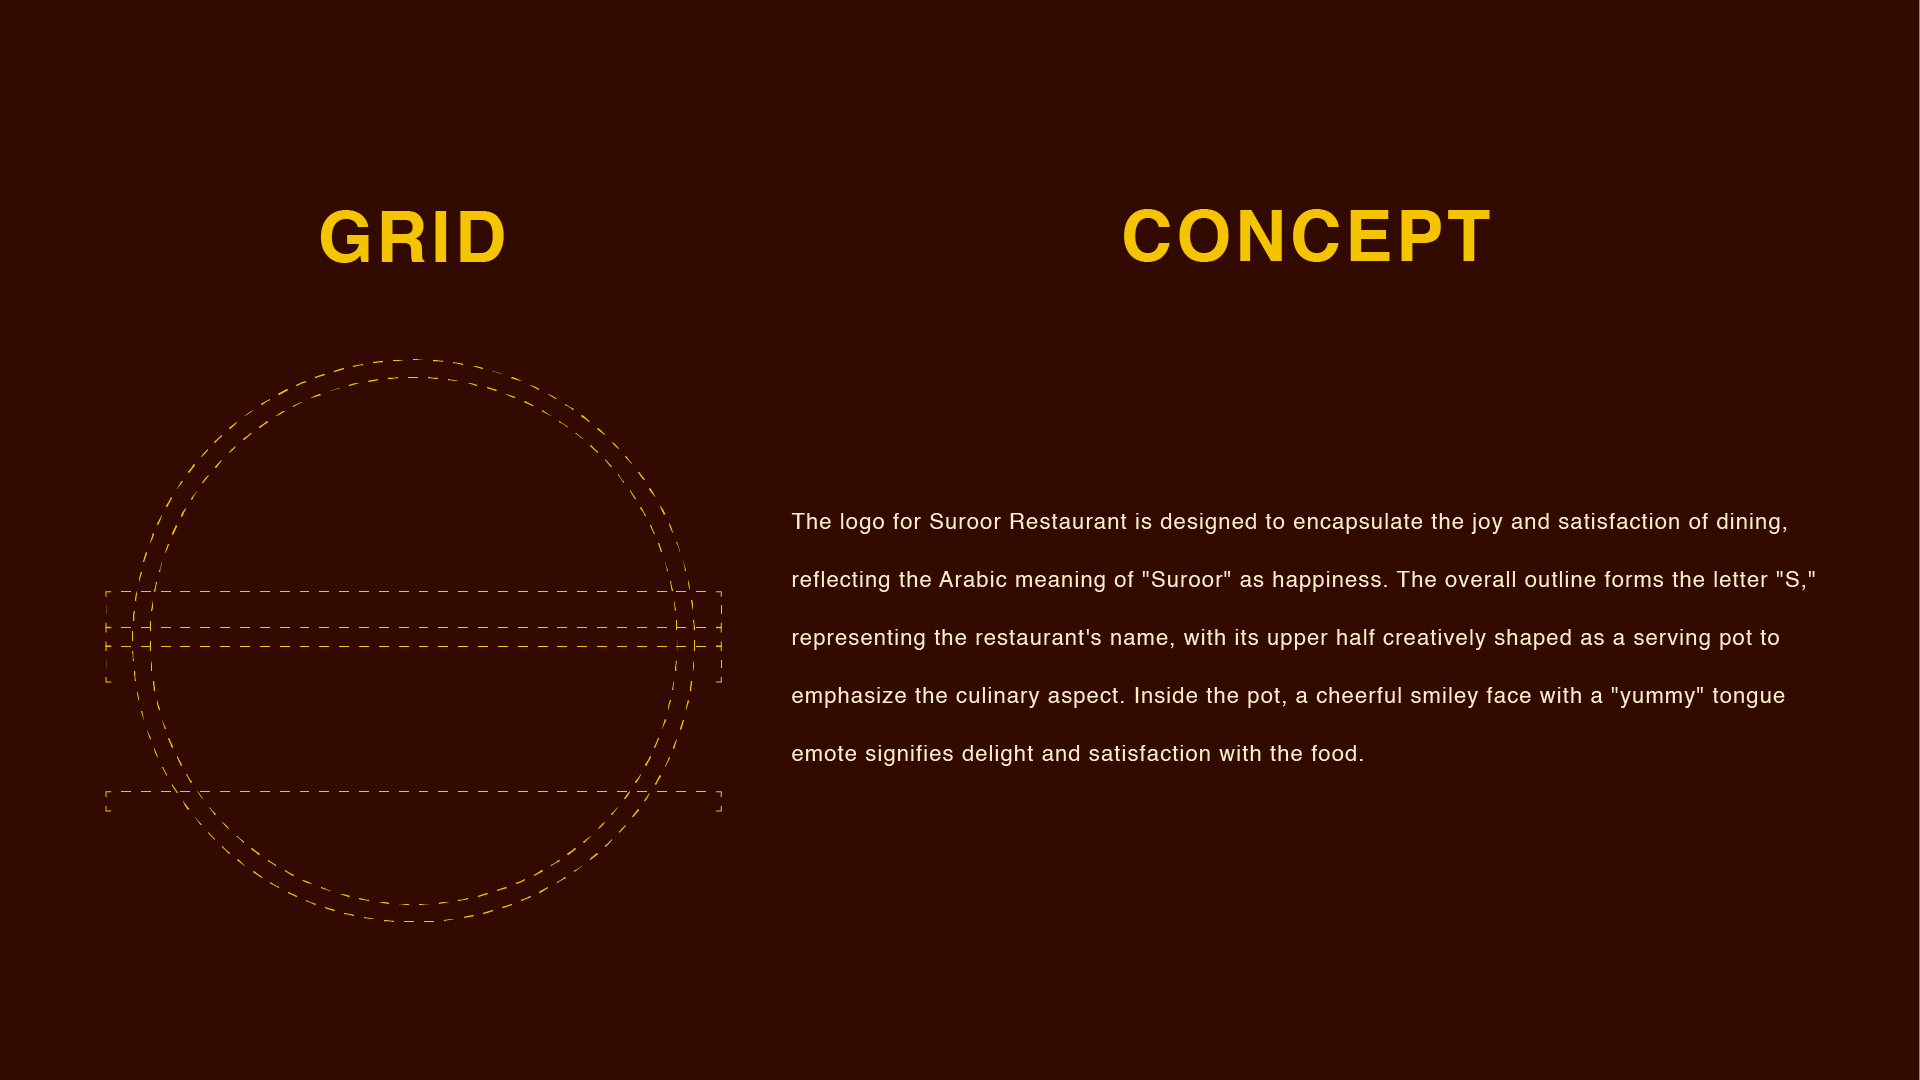 GRID
CONCEPT
The logo for Suroor Restaurant is designed to encapsulate the joy and satisfaction of dining,
reflecting the Arabic meaning of "Suroor" as happiness. The overall outline forms the letter "S,"
representing the restaurant's name, with its upper half creatively shaped as a serving pot to
emphasize the culinary aspect. Inside the pot, a cheerful smiley face with a "yummy" tongue
emote signifies delight and satisfaction with the food.